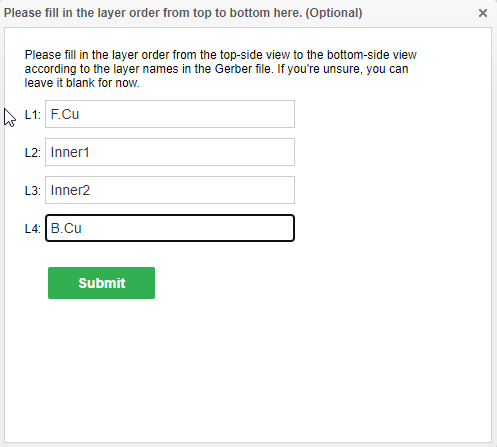 Please fill in the layer order from top to bottom here. (Optional)
Please fill in the layer order from the top-side view to the bottom-side view
according to the layer names in the Gerber file. If you're unsure, you can
leave it blank for now.
L1: F.Cu
L2: Inner1
L3: Inner2
L4: B.Cu
Submit